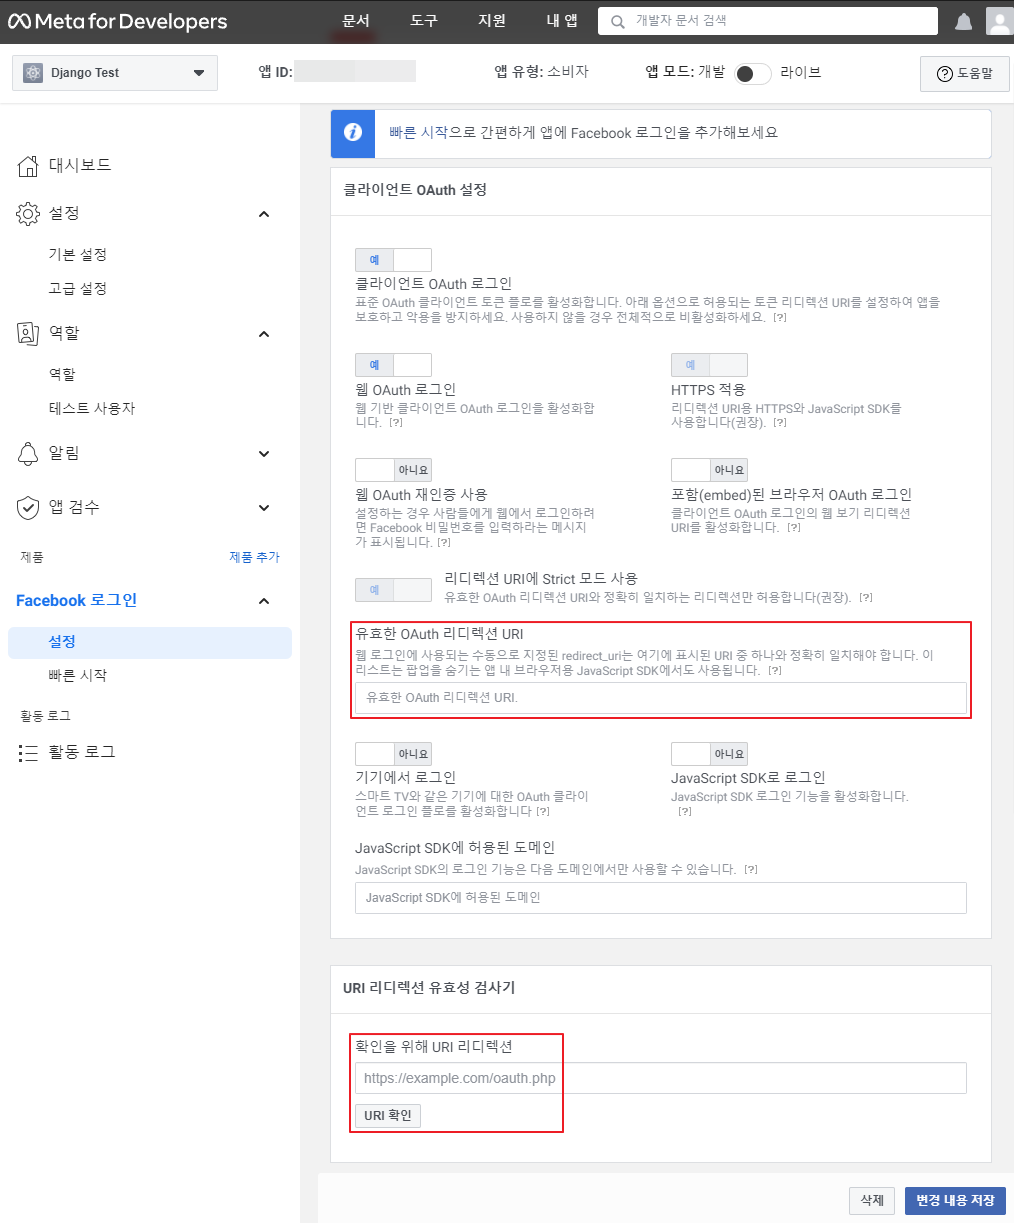 Meta for Developers
문서 도구 지원 내 앱
개발자 문서 검색
Django Test
앱 ID:
앱 유형: 소비자
앱 모드: 개발 라이브
도움말
대시보드
설정
기본 설정
고급 설정
역할
역할
테스트 사용자
알림
앱 검수
제품 제품 추가
Facebook 로그인
설정
빠른 시작
활동 로그
활동 로그
빠른 시작으로 간편하게 앱에 Facebook 로그인을 추가해보세요
클라이언트 OAuth 설정
예
클라이언트 OAuth 로그인
표준 OAuth 클라이언트 토큰 플로를 활성화합니다. 아래 옵션으로 허용되는 토큰 리디렉션 URI를 설정하여 앱을
보호하고 악용을 방지하세요. 사용하지 않을 경우 전체적으로 비활성화하세요. [?]
예
웹 OAuth 로그인
웹 기반 클라이언트 OAuth 로그인을 활성화합
니다. [?]
예
HTTPS 적용
리디렉션 URI용 HTTPS와 JavaScript SDK를
사용합니다(권장). [?]
아니요
웹 OAuth 재인증 사용
설정하는 경우 사람들에게 웹에서 로그인하려
면 Facebook 비밀번호를 입력하라는 메시지
가 표시됩니다. [?]
아니요
포함(embed)된 브라우저 OAuth 로그인
클라이언트 OAuth 로그인의 웹 보기 리디렉션
URI를 활성화합니다. [?]
예
리디렉션 URI에 Strict 모드 사용
유효한 OAuth 리디렉션 URI와 정확히 일치하는 리디렉션만 허용합니다(권장). [?]
유효한 OAuth 리디렉션 URI
웹 로그인에 사용되는 수동으로 지정된 redirect_uri는 여기에 표시된 URI 중 하나와 정확히 일치해야 합니다. 이
리스트는 팝업을 숨기는 앱 내 브라우저용 JavaScript SDK에서도 사용됩니다. [?]
유효한 OAuth 리디렉션 URI.
아니요
기기에서 로그인
스마트 TV와 같은 기기에 대한 OAuth 클라이
언트 로그인 플로를 활성화합니다 [?]
아니요
JavaScript SDK로 로그인
JavaScript SDK 로그인 기능을 활성화합니다.
[?]
JavaScript SDK에 허용된 도메인
JavaScript SDK의 로그인 기능은 다음 도메인에서만 사용할 수 있습니다. [?]
JavaScript SDK에 허용된 도메인
URI 리디렉션 유효성 검사기
확인을 위해 URI 리디렉션
https://example.com/oauth.php
URI 확인
삭제 변경 내용 저장